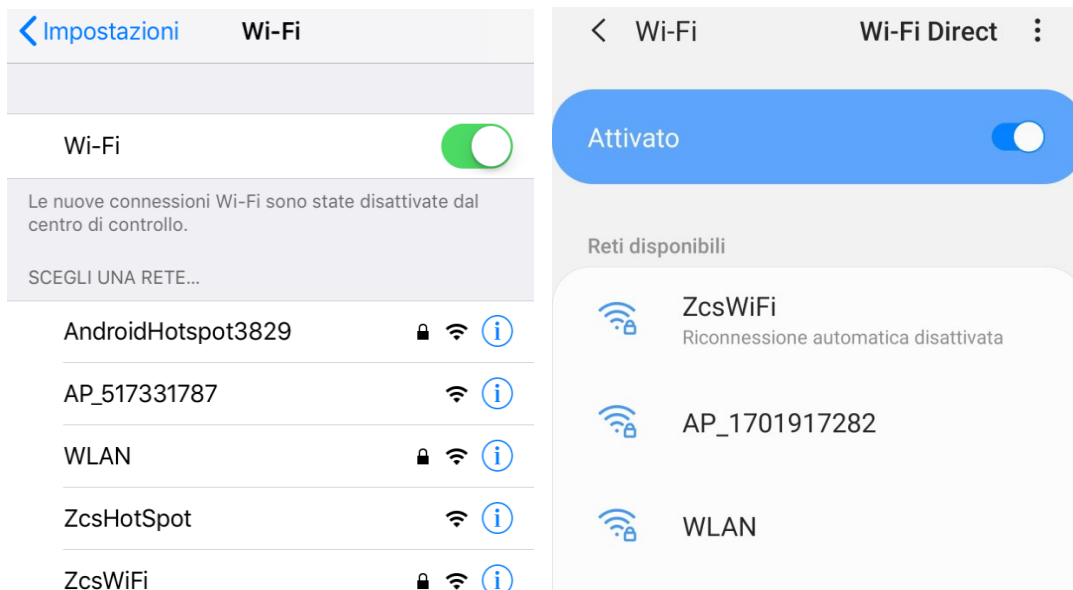 Impostazioni Wi-Fi
Wi-Fi
Le nuove connessioni Wi-Fi sono state disattivate dal
centro di controllo.
SCEGLI UNA RETE...
AndroidHotspot3829
AP_517331787
WLAN
ZcsHotSpot
ZcsWiFi
Wi-Fi Wi-Fi Direct
Attivato
Reti disponibili
ZcsWiFi
Riconnessione automatica disattivata
AP_1701917282
WLAN